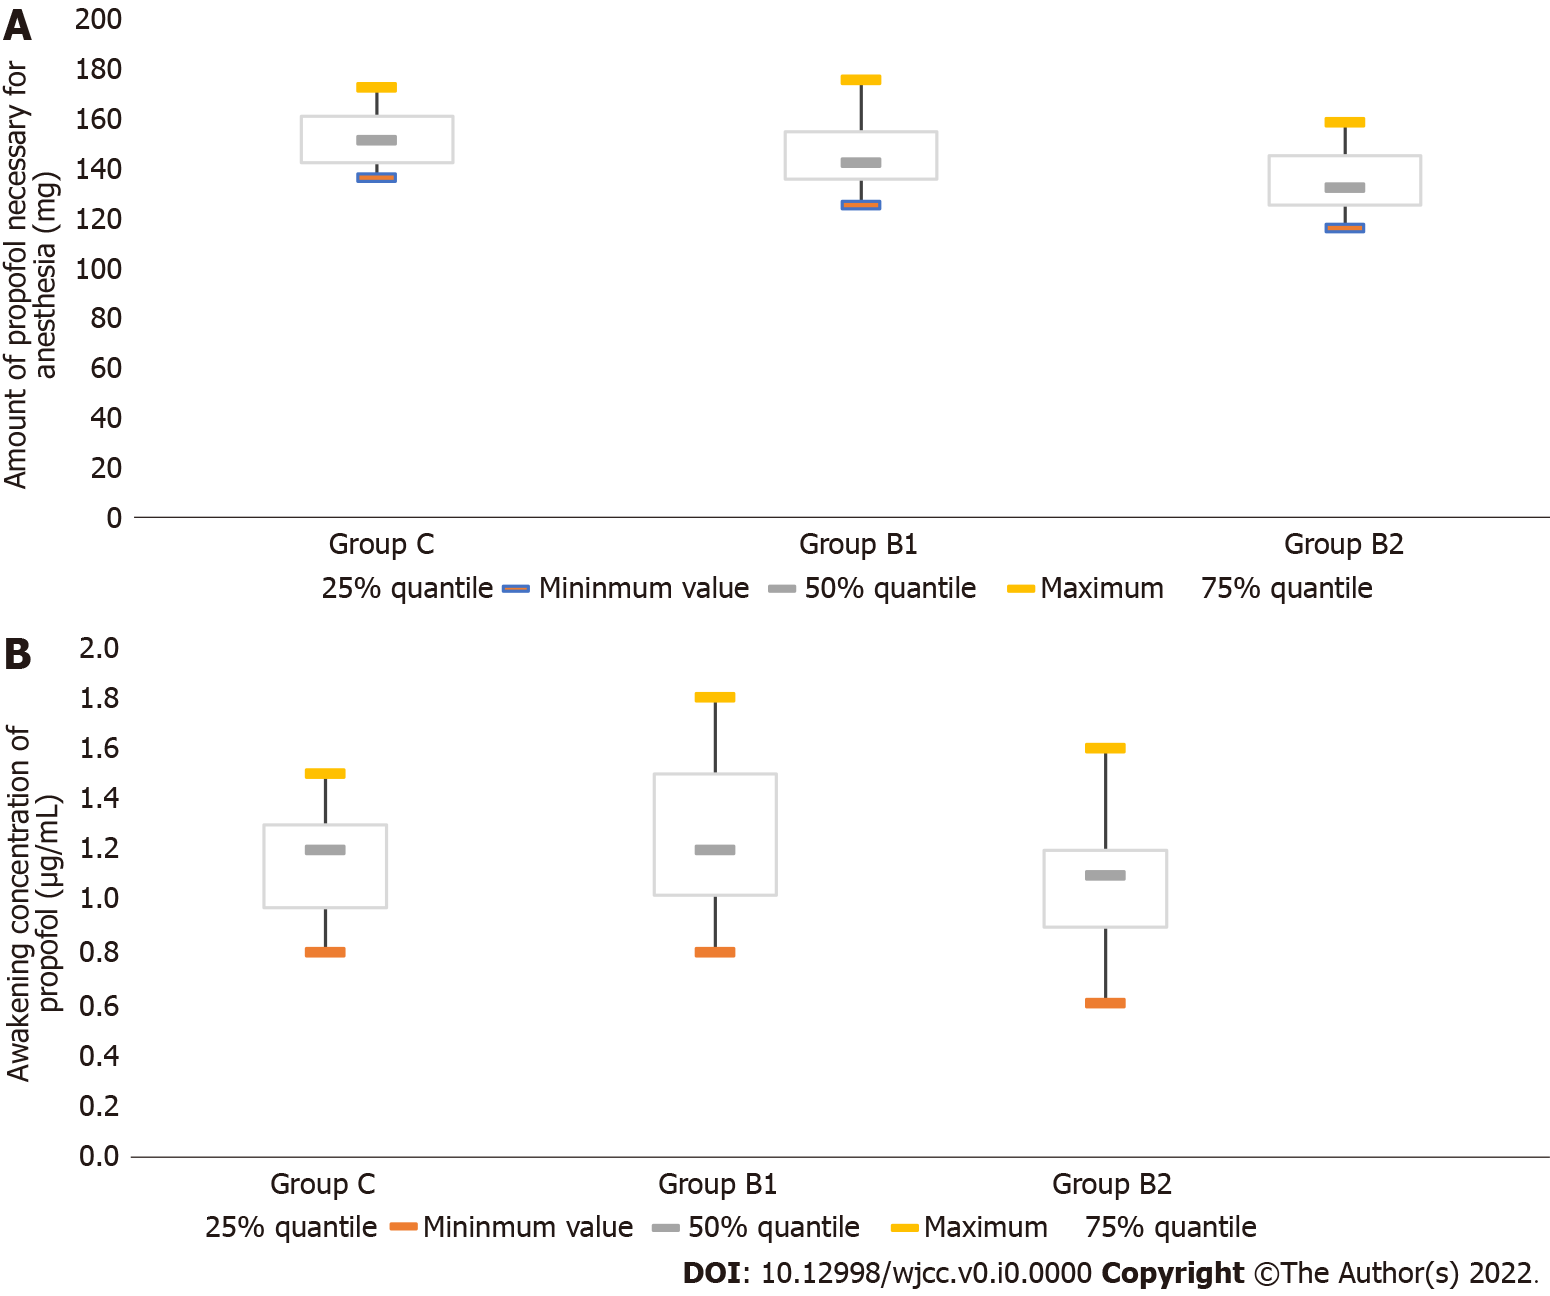 A
Amount of propofol necessary for
anesthesia (mg)
200
180
160
140
120
100
80
60
40
20
0
Group C Group B1 Group B2
25% quantile Mininmum value 50% quantile Maximum 75% quantile
B
Awakening concentration of
propofol (µg/mL)
2.0
1.8
1.6
1.4
1.2
1.0
0.8
0.6
0.4
0.2
0.0
Group C Group B1 Group B2
25% quantile Mininmum value 50% quantile Maximum 75% quantile
DOI: 10.12998/wjcc.v0.i0.0000 Copyright ©The Author(s) 2022.